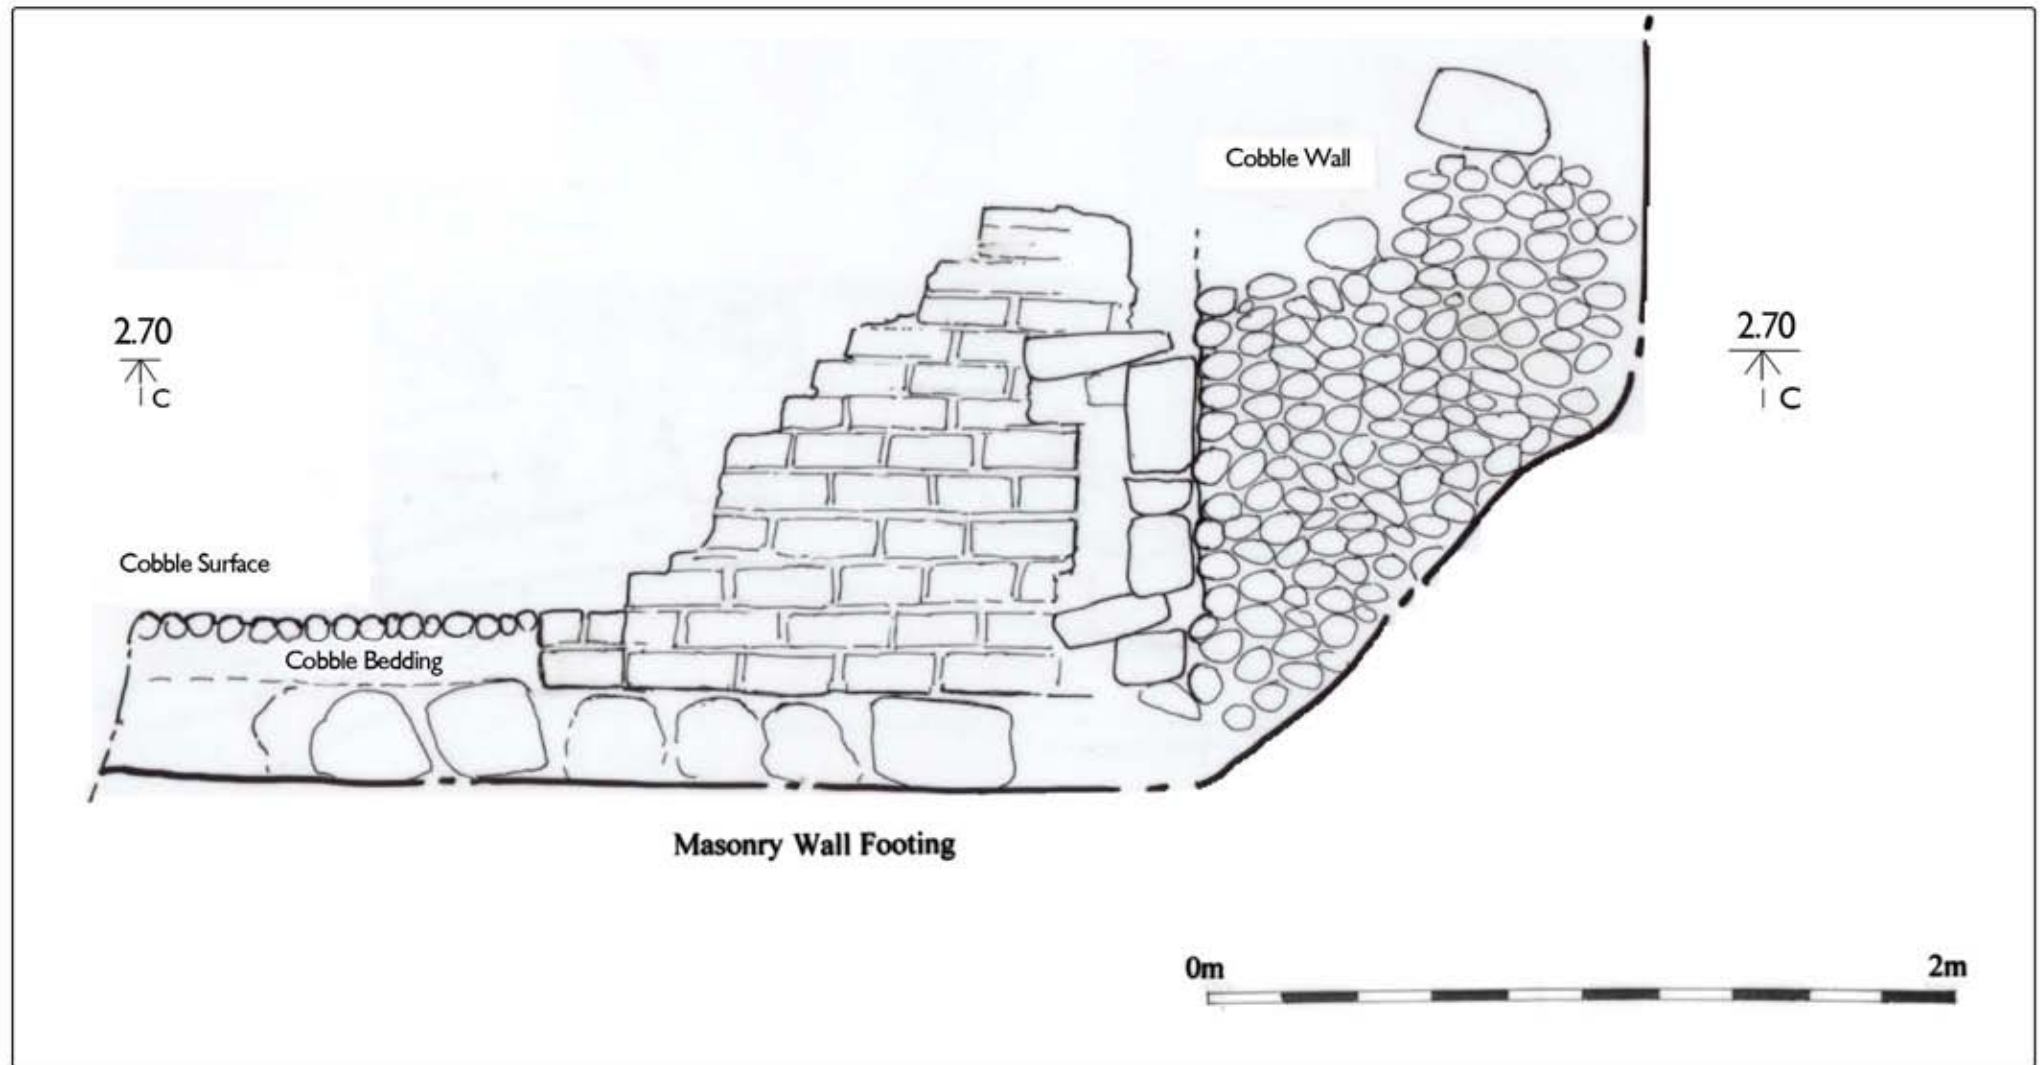 Cobble Wall
2.70
C
2.70
C
Cobble Surface
Cobble Bedding
Masonry Wall Footing
0m 2m